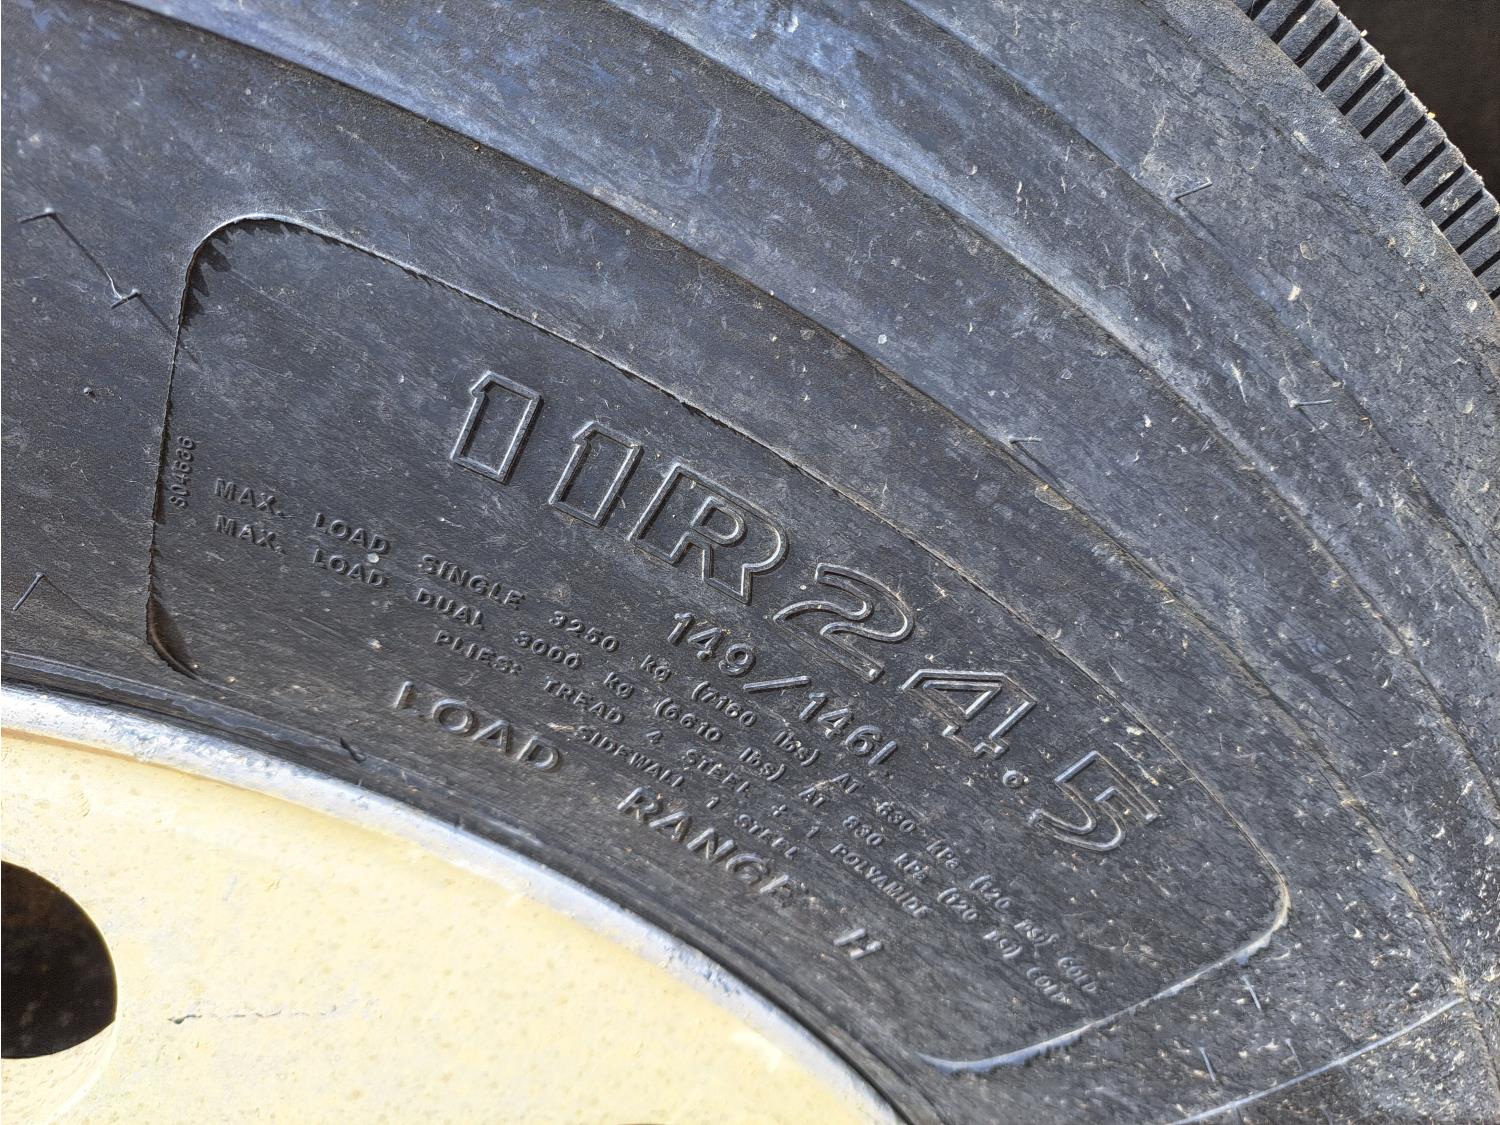 11R24.5
149/146L
MAX. LOAD SINGLE 3250 kg (7160 lbs) AT 830 kPa (120 psi) COLD
MAX. LOAD DUAL 3000 kg (6610 lbs) AT 830 kPa (120 psi) COLD
PLIES: TREAD 4 STEEL + 1 POLYAMIDE
SIDEWALL 1 STEEL
LOAD RANGE H